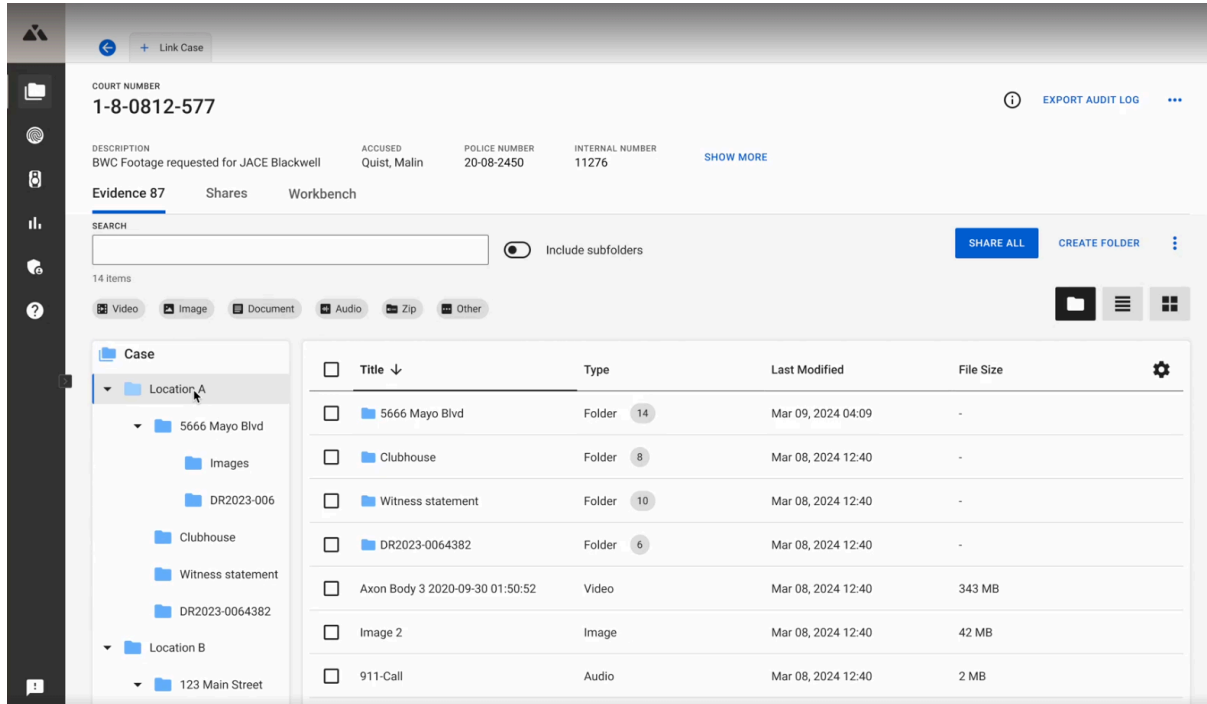 + Link Case
COURT NUMBER
1-8-0812-577
EXPORT AUDIT LOG
DESCRIPTION ACCUSED POLICE NUMBER INTERNAL NUMBER
BWC Footage requested for JACE Blackwell Quist, Malin 20-08-2450 11276 SHOW MORE
Evidence 87 Shares Workbench
SEARCH
Include subfolders SHARE ALL CREATE FOLDER
14 items
Video Image Document Audio Zip Other
Case
Location A
5666 Mayo Blvd
Images
DR2023-006
Clubhouse
Witness statement
DR2023-0064382
Location B
123 Main Street
Title Type Last Modified File Size
5666 Mayo Blvd Folder 14 Mar 09, 2024 04:09 -
Clubhouse Folder 8 Mar 08, 2024 12:40 -
Witness statement Folder 10 Mar 08, 2024 12:40 -
DR2023-0064382 Folder 6 Mar 08, 2024 12:40 -
Axon Body 3 2020-09-30 01:50:52 Video Mar 08, 2024 12:40 343 MB
Image 2 Image Mar 08, 2024 12:40 42 MB
911-Call Audio Mar 08, 2024 12:40 2 MB